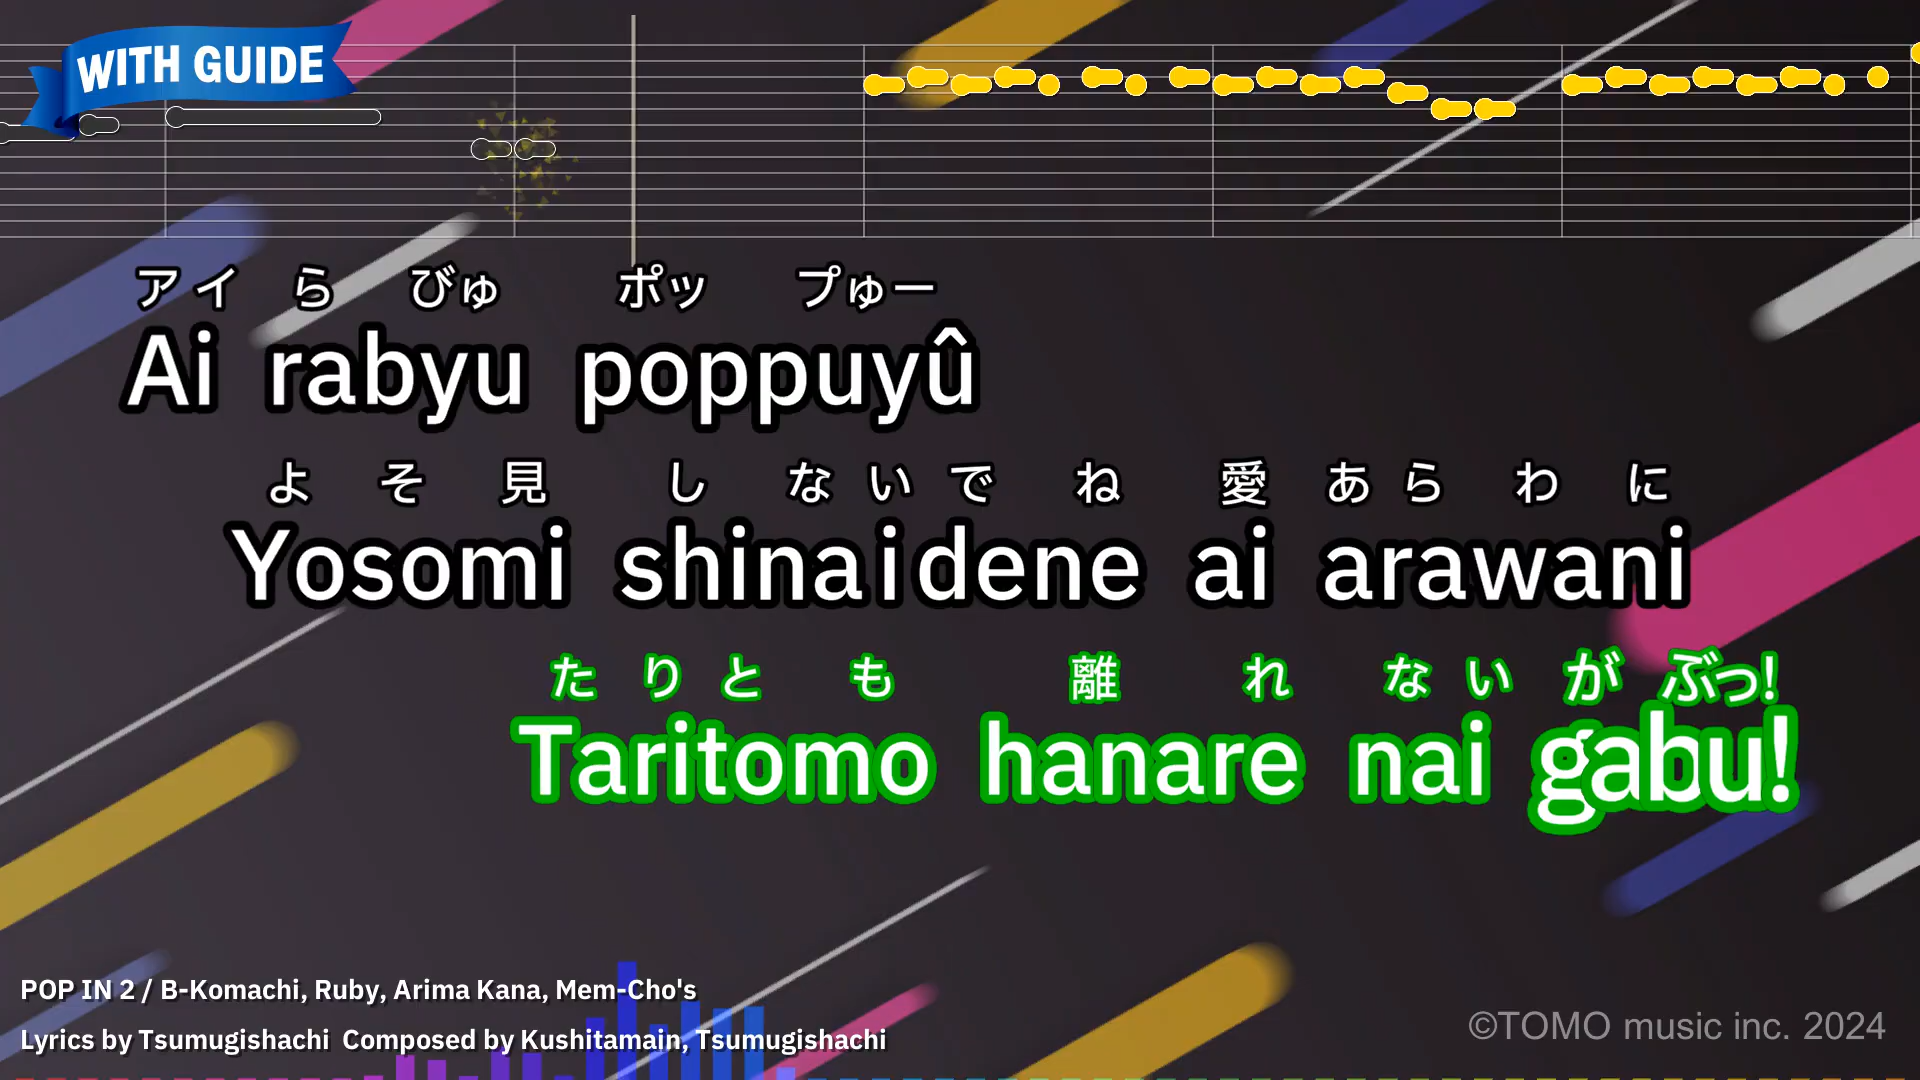 WITH GUIDE
アイ らびゅ ポップゅー
Ai rabyu poppuyû
よそ見 しないでね 愛 あらわに
Yosomi shinaidene ai arawani
たりとも 離れ ない がぶっ!
Taritomo hanare nai gabu!
POP IN 2 / B-Komachi, Ruby, Arima Kana, Mem-Cho's
Lyrics by Tsumugishachi Composed by Kushitamain, Tsumugishachi
©TOMO music inc. 2024